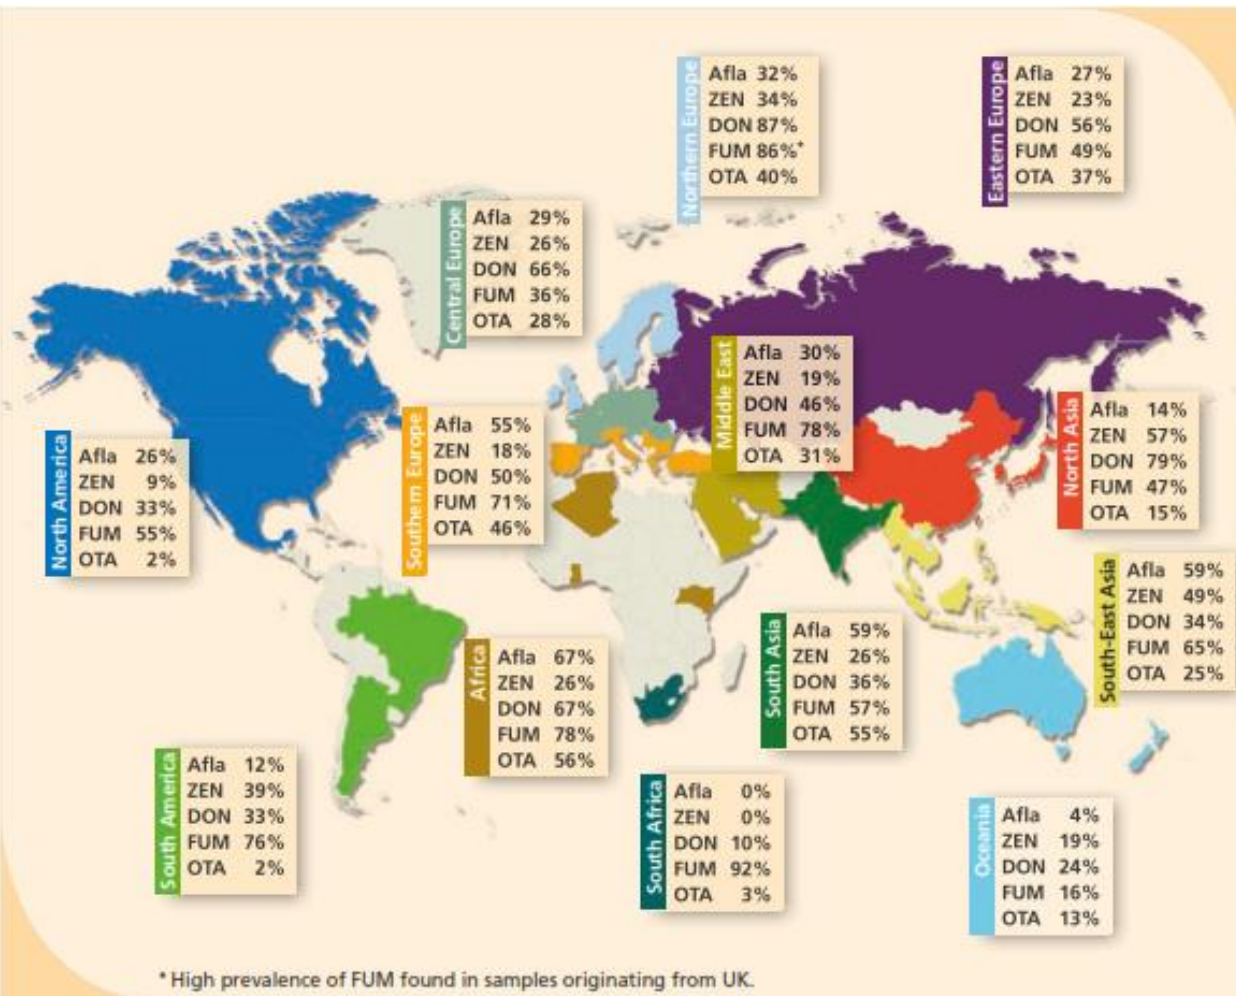 Northern Europe
Afla 32%
ZEN 34%
DON 87%
FUM 86%*
OTA 40%
Eastern Europe
Afla 27%
ZEN 23%
DON 56%
FUM 49%
OTA 37%
Central Europe
Afla 29%
ZEN 26%
DON 66%
FUM 36%
OTA 28%
Middle East
Afla 30%
ZEN 19%
DON 46%
FUM 78%
OTA 31%
North Asia
Afla 14%
ZEN 57%
DON 79%
FUM 47%
OTA 15%
Southern Europe
Afla 55%
ZEN 18%
DON 50%
FUM 71%
OTA 46%
North America
Afla 26%
ZEN 9%
DON 33%
FUM 55%
OTA 2%
South-East Asia
Afla 59%
ZEN 49%
DON 34%
FUM 65%
OTA 25%
South Asia
Afla 59%
ZEN 26%
DON 36%
FUM 57%
OTA 55%
Africa
Afla 67%
ZEN 26%
DON 67%
FUM 78%
OTA 56%
South America
Afla 12%
ZEN 39%
DON 33%
FUM 76%
OTA 2%
South Africa
Afla 0%
ZEN 0%
DON 10%
FUM 92%
OTA 3%
Oceania
Afla 4%
ZEN 19%
DON 24%
FUM 16%
OTA 13%
* High prevalence of FUM found in samples originating from UK.